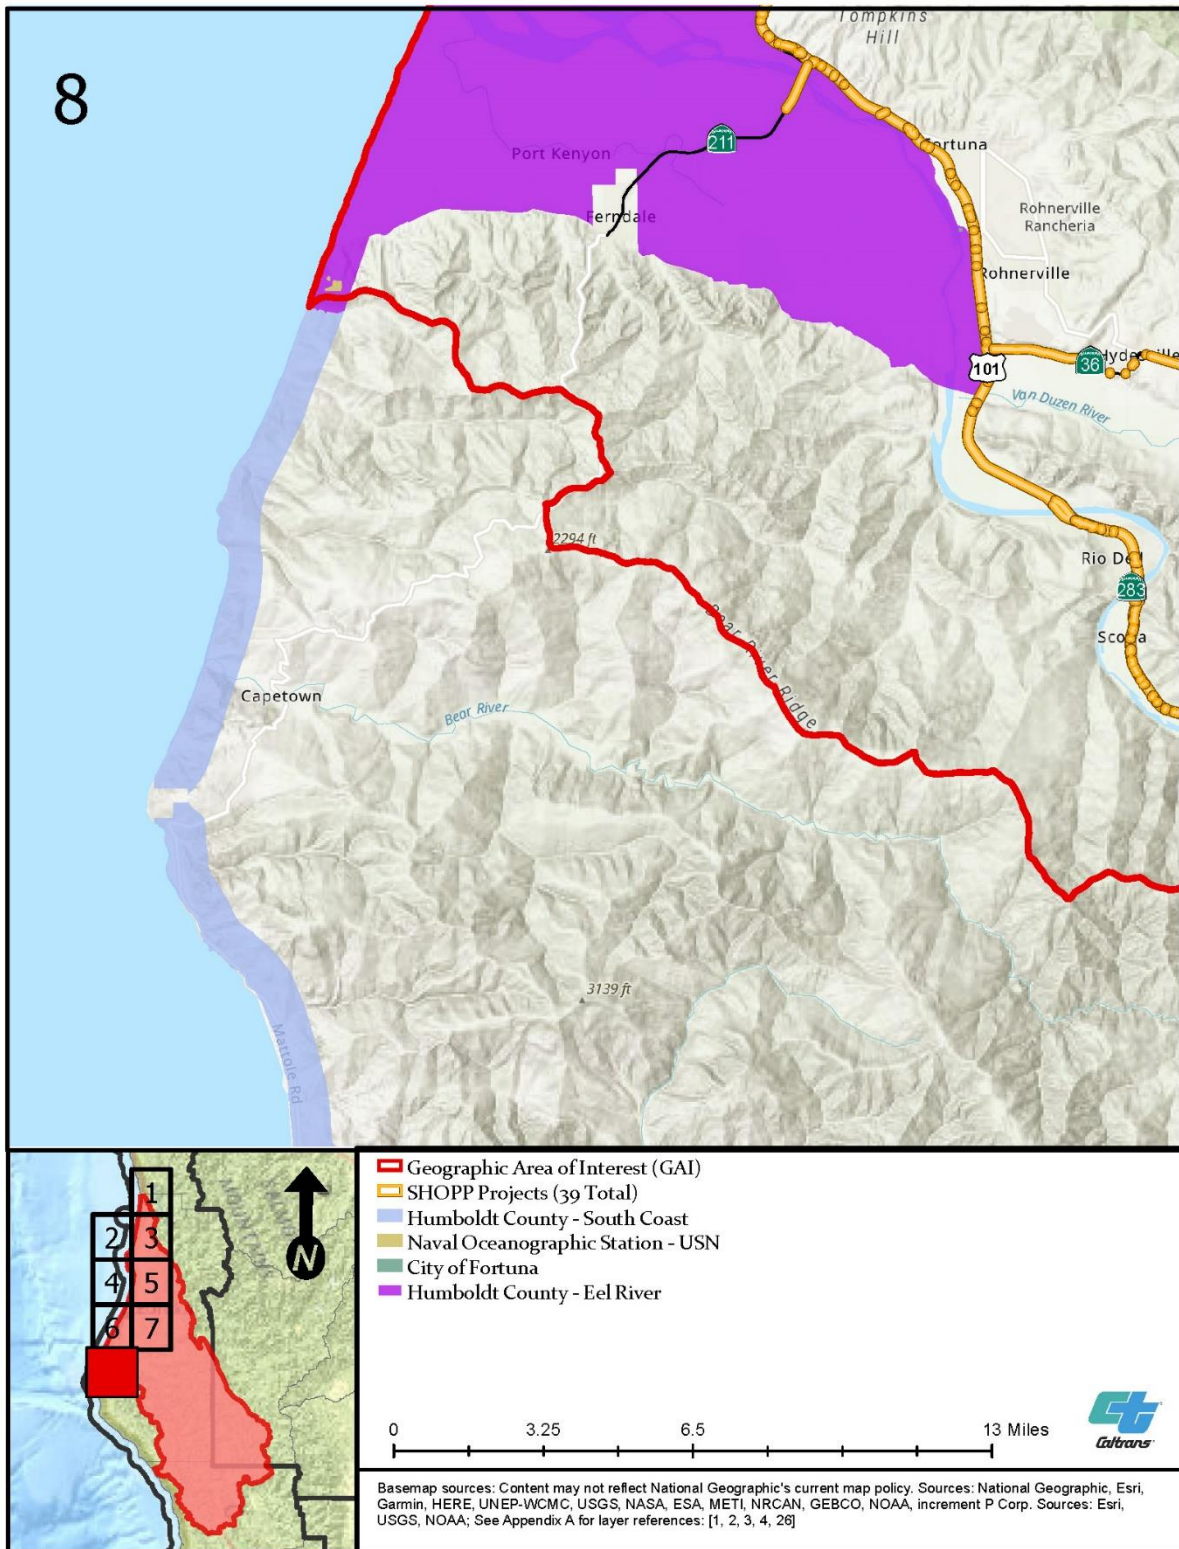 8
Tompkins
Hill
211
Port Kenyon
Fortuna
Ferndale
Rohnerville
Rancheria
Rohnerville
Hydesville
36
101
Van Duzen River
2294 ft
Rio Dell
283
Scotia
Bear River Ridge
Capetown
Bear River
3139 ft
Mattole Rd
1
2 3
4 5
6 7
N
Geographic Area of Interest (GAI)
SHOPP Projects (39 Total)
Humboldt County - South Coast
Naval Oceanographic Station - USN
City of Fortuna
Humboldt County - Eel River
0 3.25 6.5 13 Miles
Caltrans
Basemap sources: Content may not reflect National Geographic's current map policy. Sources: National Geographic, Esri,
Garmin, HERE, UNEP-WCMC, USGS, NASA, ESA, METI, NRCAN, GEBCO, NOAA, increment P Corp. Sources: Esri,
USGS, NOAA; See Appendix A for layer references: [1, 2, 3, 4, 26]